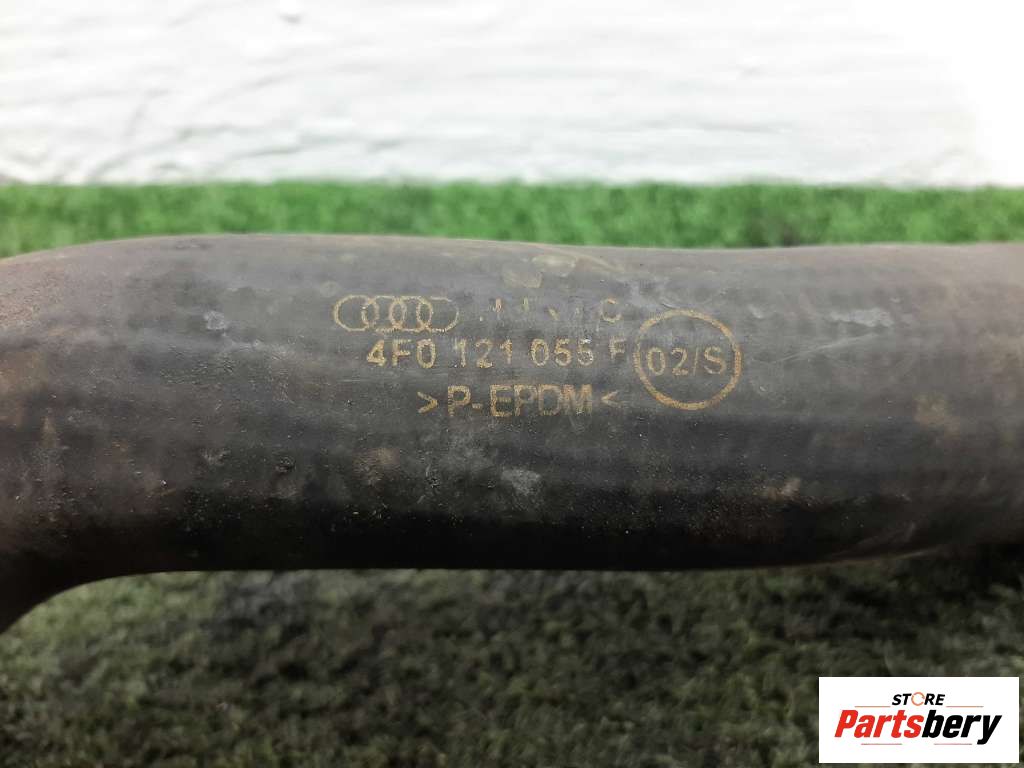 4F0 121 055 F
02/S
>P-EPDM<
STORE
Partsbery